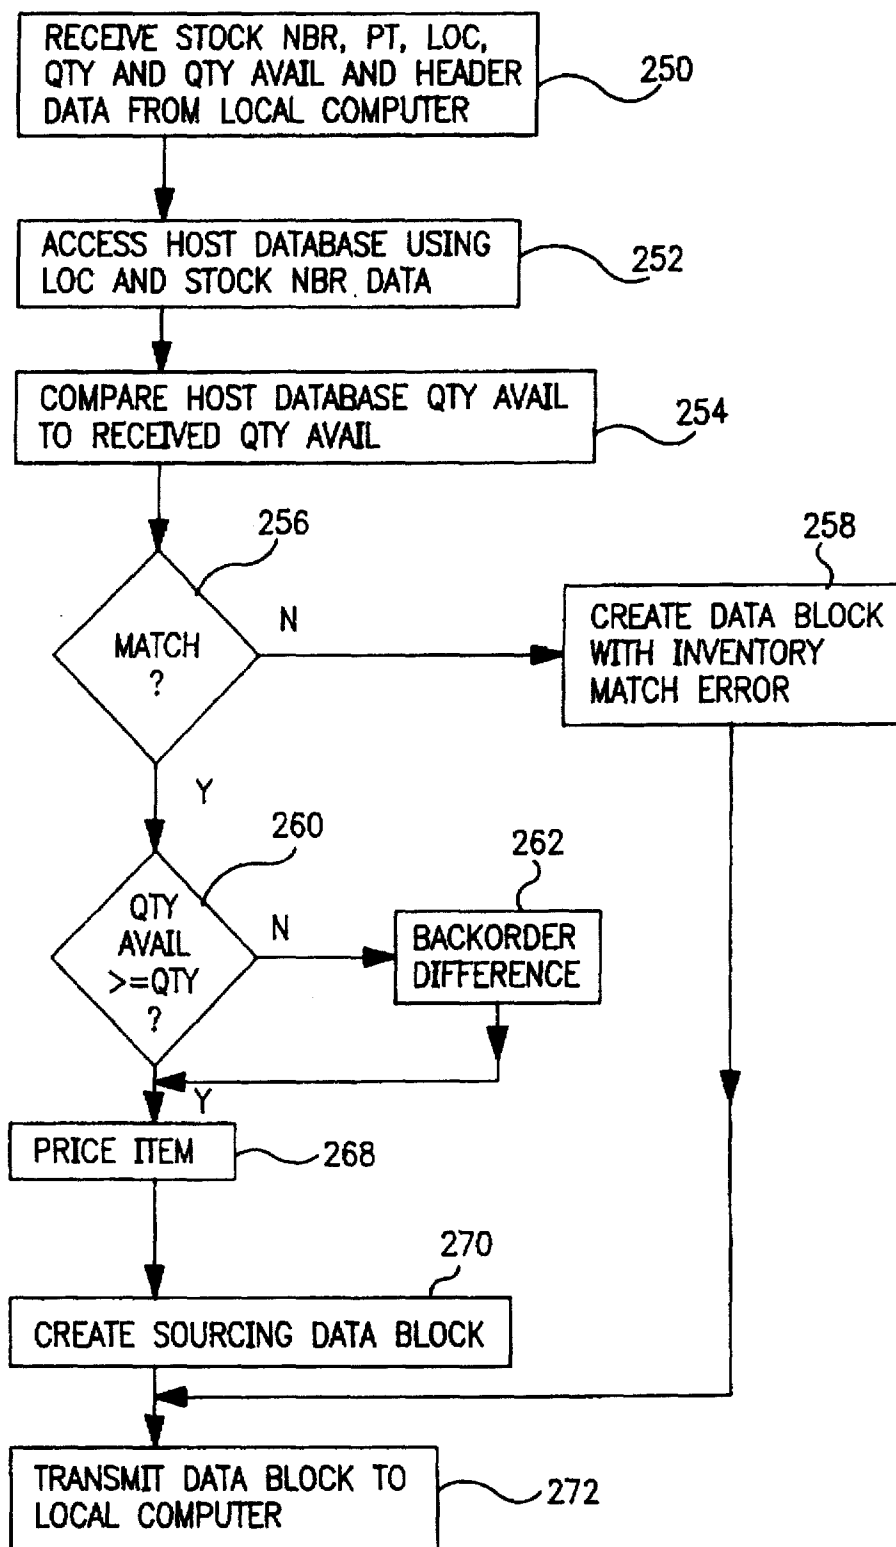 RECEIVE STOCK NBR, PT, LOC,
QTY AND QTY AVAIL AND HEADER
DATA FROM LOCAL COMPUTER
250
ACCESS HOST DATABASE USING
LOC AND STOCK NBR DATA
252
COMPARE HOST DATABASE QTY AVAIL
TO RECEIVED QTY AVAIL
254
256
MATCH
?
N
Y
258
CREATE DATA BLOCK
WITH INVENTORY
MATCH ERROR
260
QTY
AVAIL
>=QTY
?
N
Y
262
BACKORDER
DIFFERENCE
PRICE ITEM
268
270
CREATE SOURCING DATA BLOCK
TRANSMIT DATA BLOCK TO
LOCAL COMPUTER
272